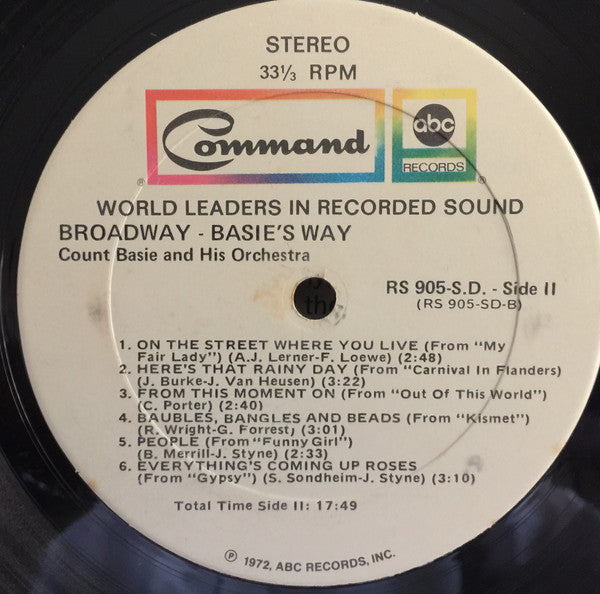 STEREO
33⅓ RPM
Command
abc
RECORDS
® ®
WORLD LEADERS IN RECORDED SOUND
BROADWAY - BASIE'S WAY
Count Basie and His Orchestra
RS 905-S.D. - Side II
(RS 905-SD-B)
1. ON THE STREET WHERE YOU LIVE (From "My
Fair Lady") (A.J. Lerner-F. Loewe) (2:48)
2. HERE'S THAT RAINY DAY (From "Carnival In Flanders)
(J. Burke-J. Van Heusen) (3:22)
3. FROM THIS MOMENT ON (From "Out Of This World")
(C. Porter) (2:40)
4. BAUBLES, BANGLES AND BEADS (From "Kismet")
(R. Wright-G. Forrest) (3:01)
5. PEOPLE (From "Funny Girl")
(B. Merrill-J. Styne) (2:33)
6. EVERYTHING'S COMING UP ROSES
(From "Gypsy") (S. Sondheim-J. Styne) (3:10)
Total Time Side II: 17:49
℗ 1972, ABC RECORDS, INC.